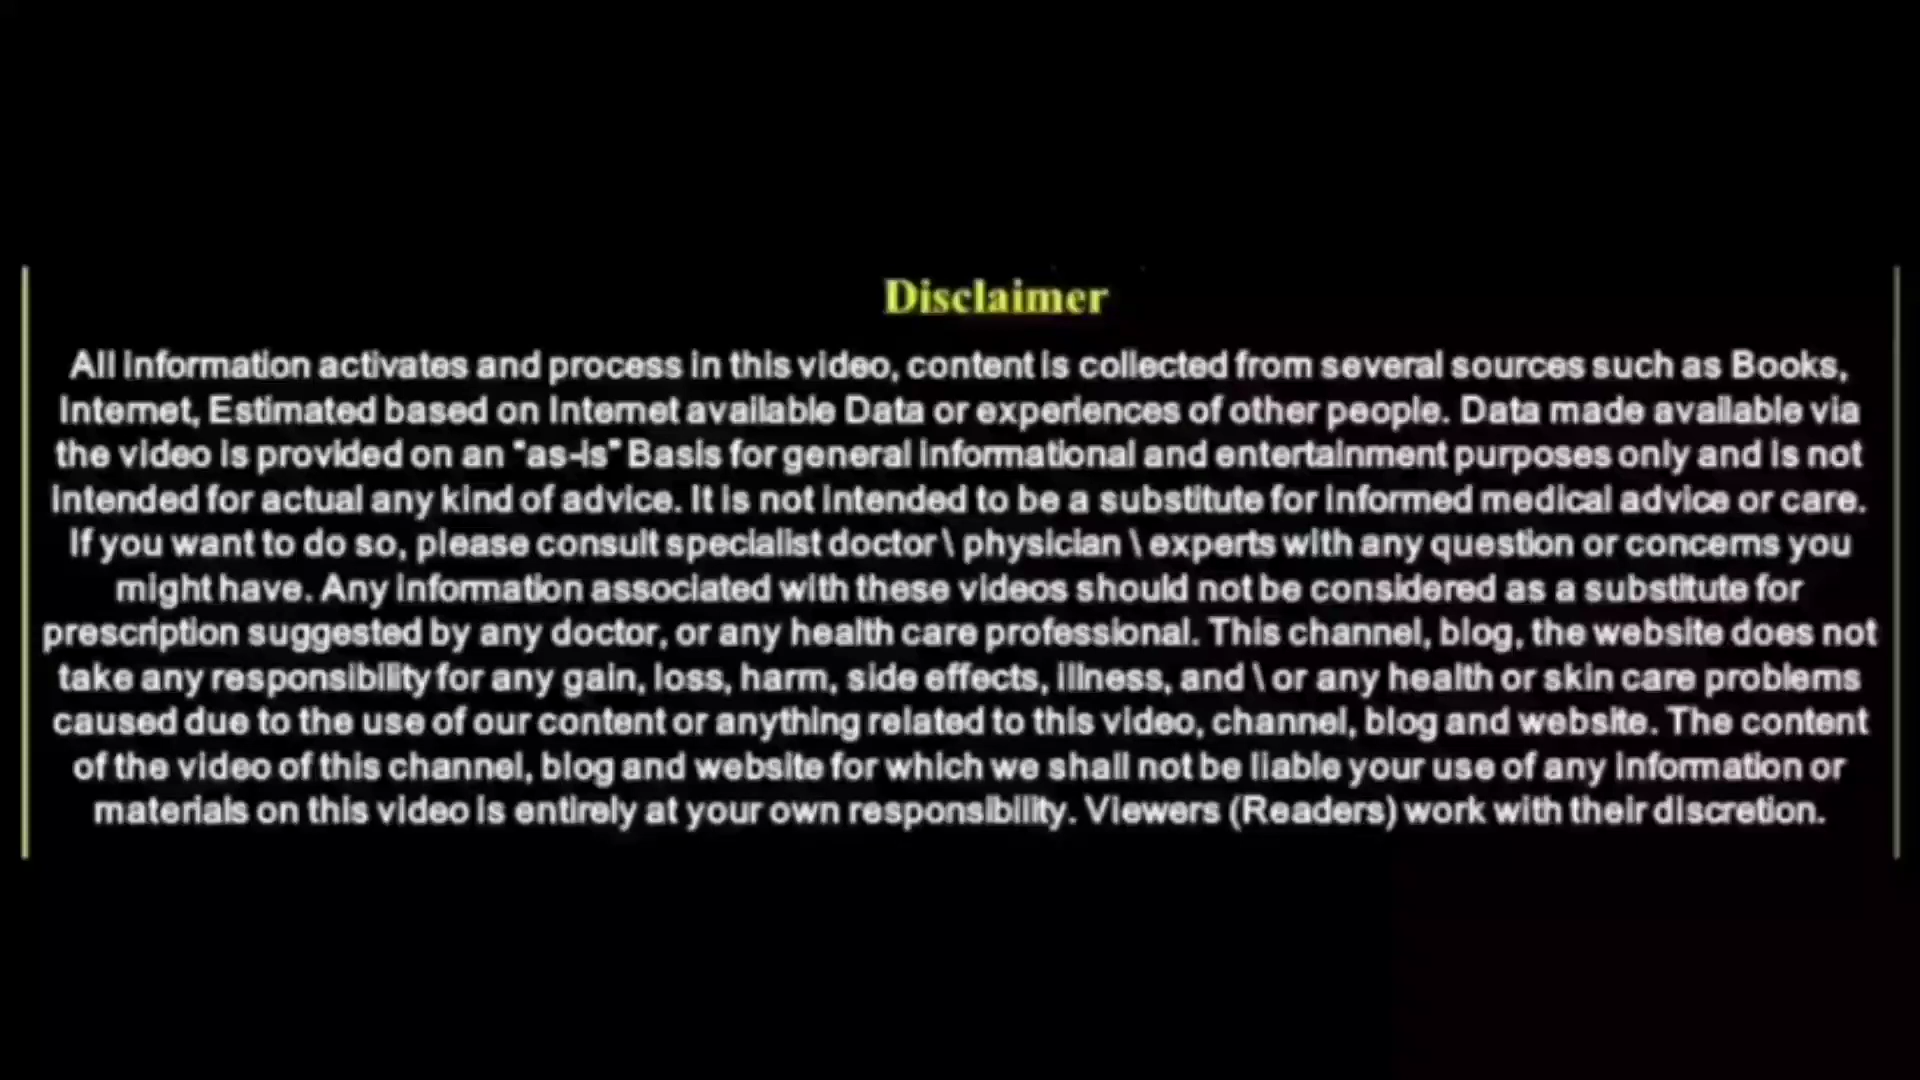 Disclaimer
All information activates and process in this video, content is collected from several sources such as Books,
Internet, Estimated based on Internet available Data or experiences of other people. Data made available via
the video is provided on an "as-is" Basis for general informational and entertainment purposes only and is not
intended for actual any kind of advice. It is not intended to be a substitute for informed medical advice or care.
If you want to do so, please consult specialist doctor \ physician \ experts with any question or concerns you
might have. Any information associated with these videos should not be considered as a substitute for
prescription suggested by any doctor, or any health care professional. This channel, blog, the website does not
take any responsibility for any gain, loss, harm, side effects, illness, and \ or any health or skin care problems
caused due to the use of our content or anything related to this video, channel, blog and website. The content
of the video of this channel, blog and website for which we shall not be liable your use of any information or
materials on this video is entirely at your own responsibility. Viewers (Readers) work with their discretion.